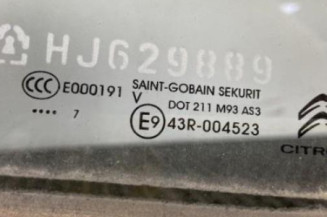 HJ629889
CCC E000191 SAINT-GOBAIN SEKURIT
V
DOT 211 M93 AS3
.... 7
E9 43R-004523
CITR